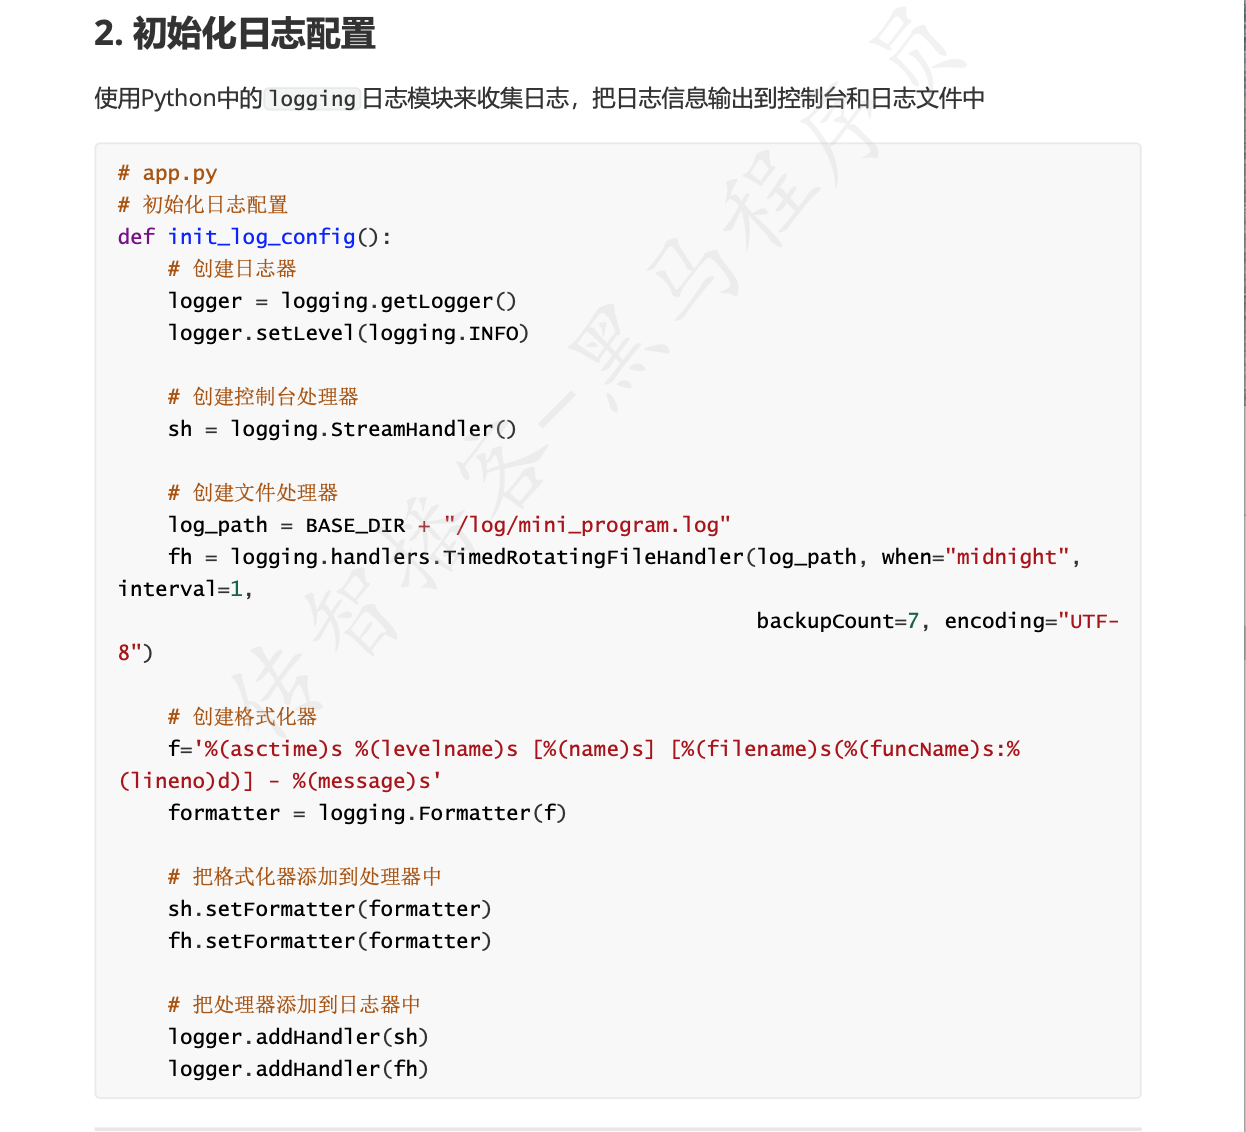 2. 初始化日志配置
使用Python中的logging日志模块来收集日志，把日志信息输出到控制台和日志文件中
# app.py
# 初始化日志配置
def init_log_config():
    # 创建日志器
    logger = logging.getLogger()
    logger.setLevel(logging.INFO)
    # 创建控制台处理器
    sh = logging.StreamHandler()
    # 创建文件处理器
    log_path = BASE_DIR + "/log/mini_program.log"
    fh = logging.handlers.TimedRotatingFileHandler(log_path, when="midnight",
interval=1,
                                                   backupCount=7, encoding="UTF-
8")
    # 创建格式化器
    f='%(asctime)s %(levelname)s [%(name)s] [%(filename)s(%(funcName)s:%
(lineno)d)] - %(message)s'
    formatter = logging.Formatter(f)
    # 把格式化器添加到处理器中
    sh.setFormatter(formatter)
    fh.setFormatter(formatter)
    # 把处理器添加到日志器中
    logger.addHandler(sh)
    logger.addHandler(fh)
传智播客-黑马程序员